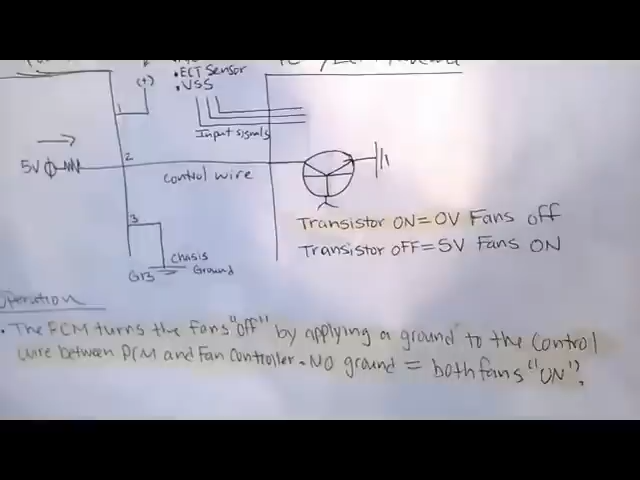 (+)
• ECT Sensor
• VSS
1
Input signals
5V
2
control wire
3
Chasis
Ground
G13
Transistor ON=0V Fans off
Transistor OFF=5V Fans ON
operation
• The PCM turns the fans "off" by applying a ground to the control
wire between PCM and Fan Controller. No ground = both fans "ON".